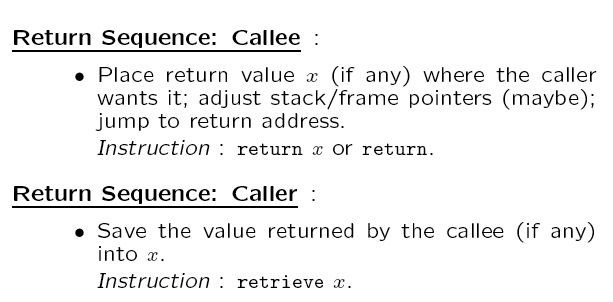 Return Sequence: Callee :
• Place return value x (if any) where the caller
wants it; adjust stack/frame pointers (maybe);
jump to return address.
Instruction : return x or return.
Return Sequence: Caller :
• Save the value returned by the callee (if any)
into x.
Instruction : retrieve x.